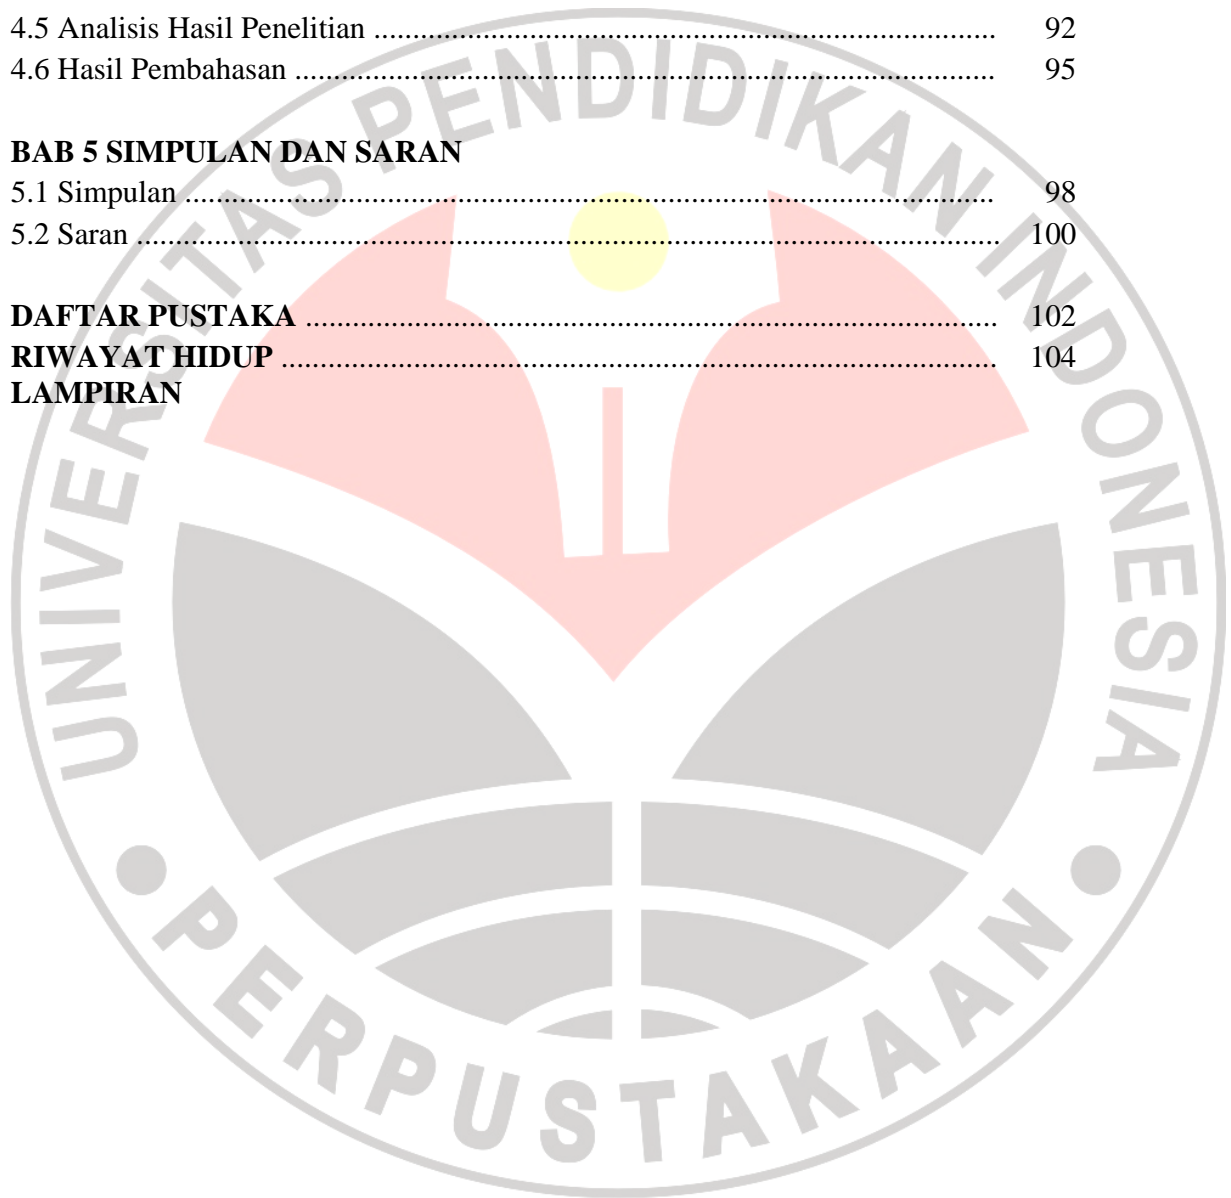 4.5 Analisis Hasil Penelitian ................................................................................. 92
4.6 Hasil Pembahasan ........................................................................................... 95
BAB 5 SIMPULAN DAN SARAN
5.1 Simpulan ......................................................................................................... 98
5.2 Saran ................................................................................................................ 100
DAFTAR PUSTAKA .......................................................................................... 102
RIWAYAT HIDUP ............................................................................................. 104
LAMPIRAN
UNIVERSITAS PENDIDIKAN INDONESIA
PERPUSTAKAAN